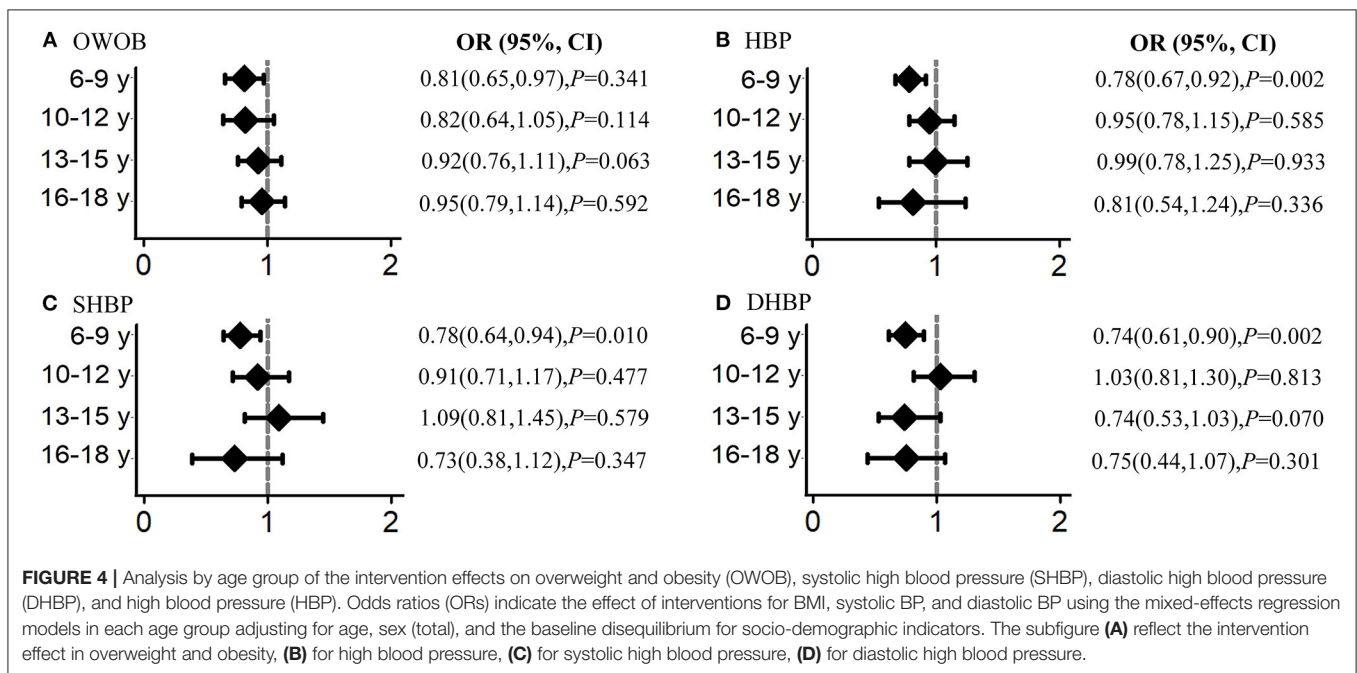 A OWOB OR (95%, CI)
6-9 y 0.81(0.65,0.97),P=0.341
10-12 y 0.82(0.64,1.05),P=0.114
13-15 y 0.92(0.76,1.11),P=0.063
16-18 y 0.95(0.79,1.14),P=0.592
0 1 2
B HBP OR (95%, CI)
6-9 y 0.78(0.67,0.92),P=0.002
10-12 y 0.95(0.78,1.15),P=0.585
13-15 y 0.99(0.78,1.25),P=0.933
16-18 y 0.81(0.54,1.24),P=0.336
0 1 2
C SHBP
6-9 y 0.78(0.64,0.94),P=0.010
10-12 y 0.91(0.71,1.17),P=0.477
13-15 y 1.09(0.81,1.45),P=0.579
16-18 y 0.73(0.38,1.12),P=0.347
0 1 2
D DHBP
6-9 y 0.74(0.61,0.90),P=0.002
10-12 y 1.03(0.81,1.30),P=0.813
13-15 y 0.74(0.53,1.03),P=0.070
16-18 y 0.75(0.44,1.07),P=0.301
0 1 2
FIGURE 4 | Analysis by age group of the intervention effects on overweight and obesity (OWOB), systolic high blood pressure (SHBP), diastolic high blood pressure
(DHBP), and high blood pressure (HBP). Odds ratios (ORs) indicate the effect of interventions for BMI, systolic BP, and diastolic BP using the mixed-effects regression
models in each age group adjusting for age, sex (total), and the baseline disequilibrium for socio-demographic indicators. The subfigure (A) reflect the intervention
effect in overweight and obesity, (B) for high blood pressure, (C) for systolic high blood pressure, (D) for diastolic high blood pressure.